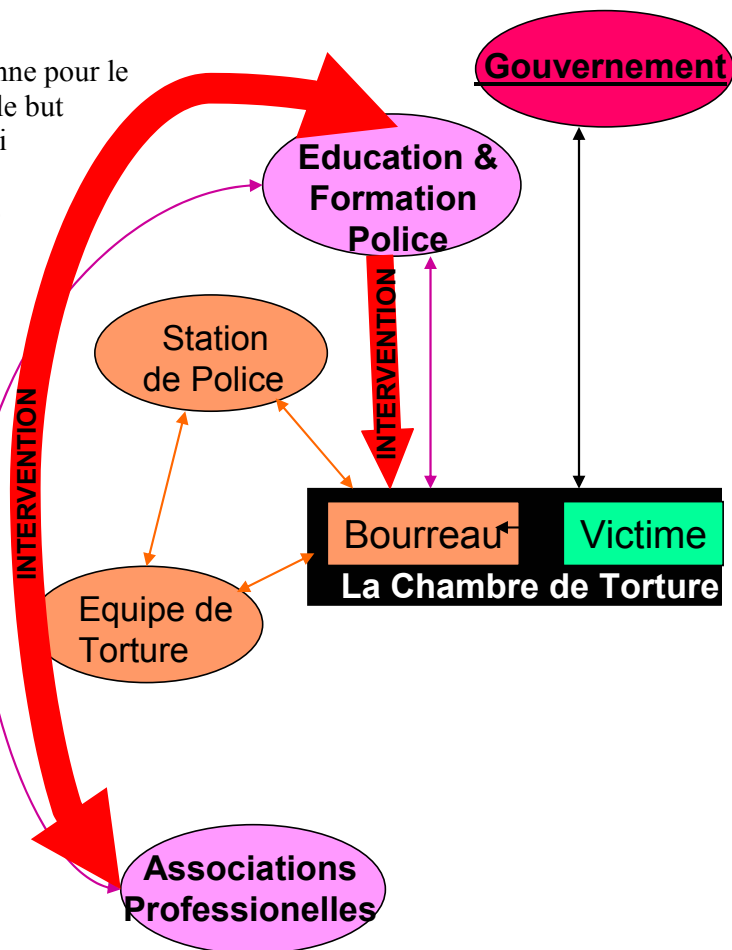 nne pour le
le but
i
Gouvernement
Education &
Formation
Police
INTERVENTION
Station
de Police
INTERVENTION
Bourreau
Victime
La Chambre de Torture
Equipe de
Torture
Associations
Professionelles